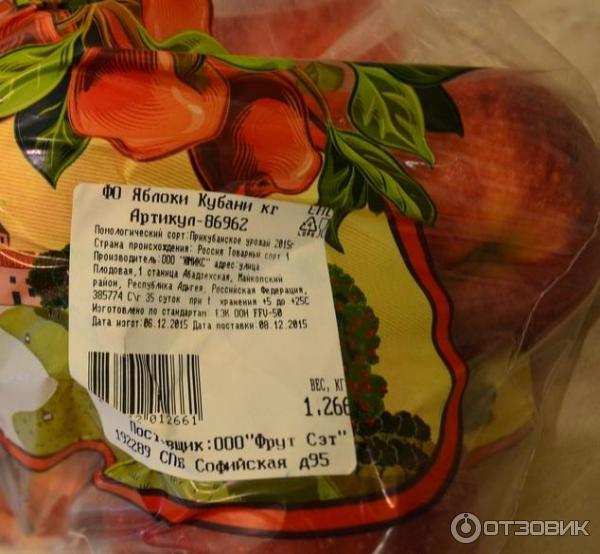 ФО Яблоки Кубани кг
Артикул-86962
Помологический сорт:Прикубанское урожай 2015г
Страна происхождения: Россия Товарный сорт 1
Производитель:ООО "ЮМИКС" адрес:улица
Плодовая,1 станица Абадзехская, Майкопский
район, Республика Адыгея, Российская Федерация,
385774 С\г 35 суток при t хранения +5 до +25С
Изготовлено по стандартам ЕЭК ООН FFV-50
Дата изгот:06.12.2015 Дата поставки:08.12.2015
ВЕС, КГ
1.266
012661
Поставщик:ООО"Фрут Сэт"
192289 СПб Софийская д95
ОТЗОВИК